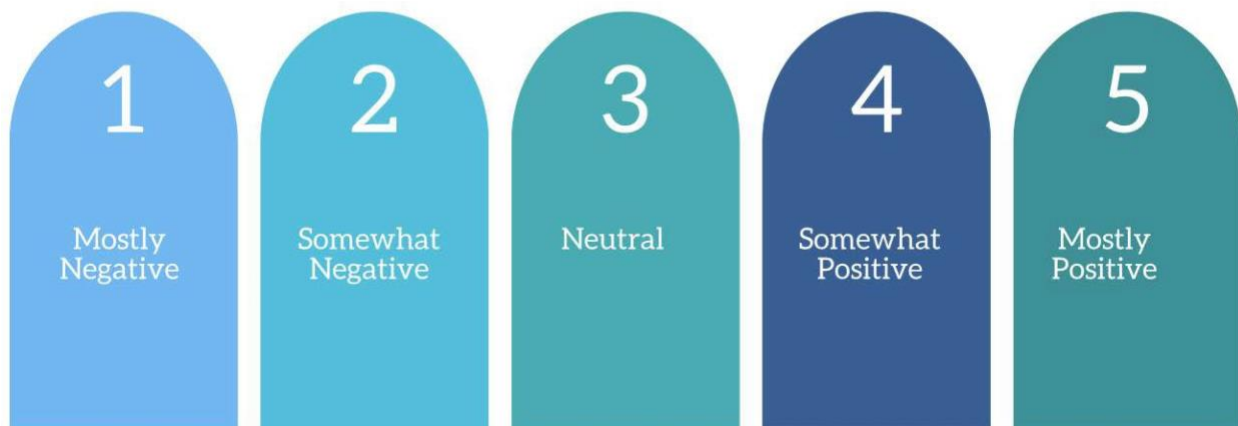 1
Mostly
Negative
2
Somewhat
Negative
3
Neutral
4
Somewhat
Positive
5
Mostly
Positive